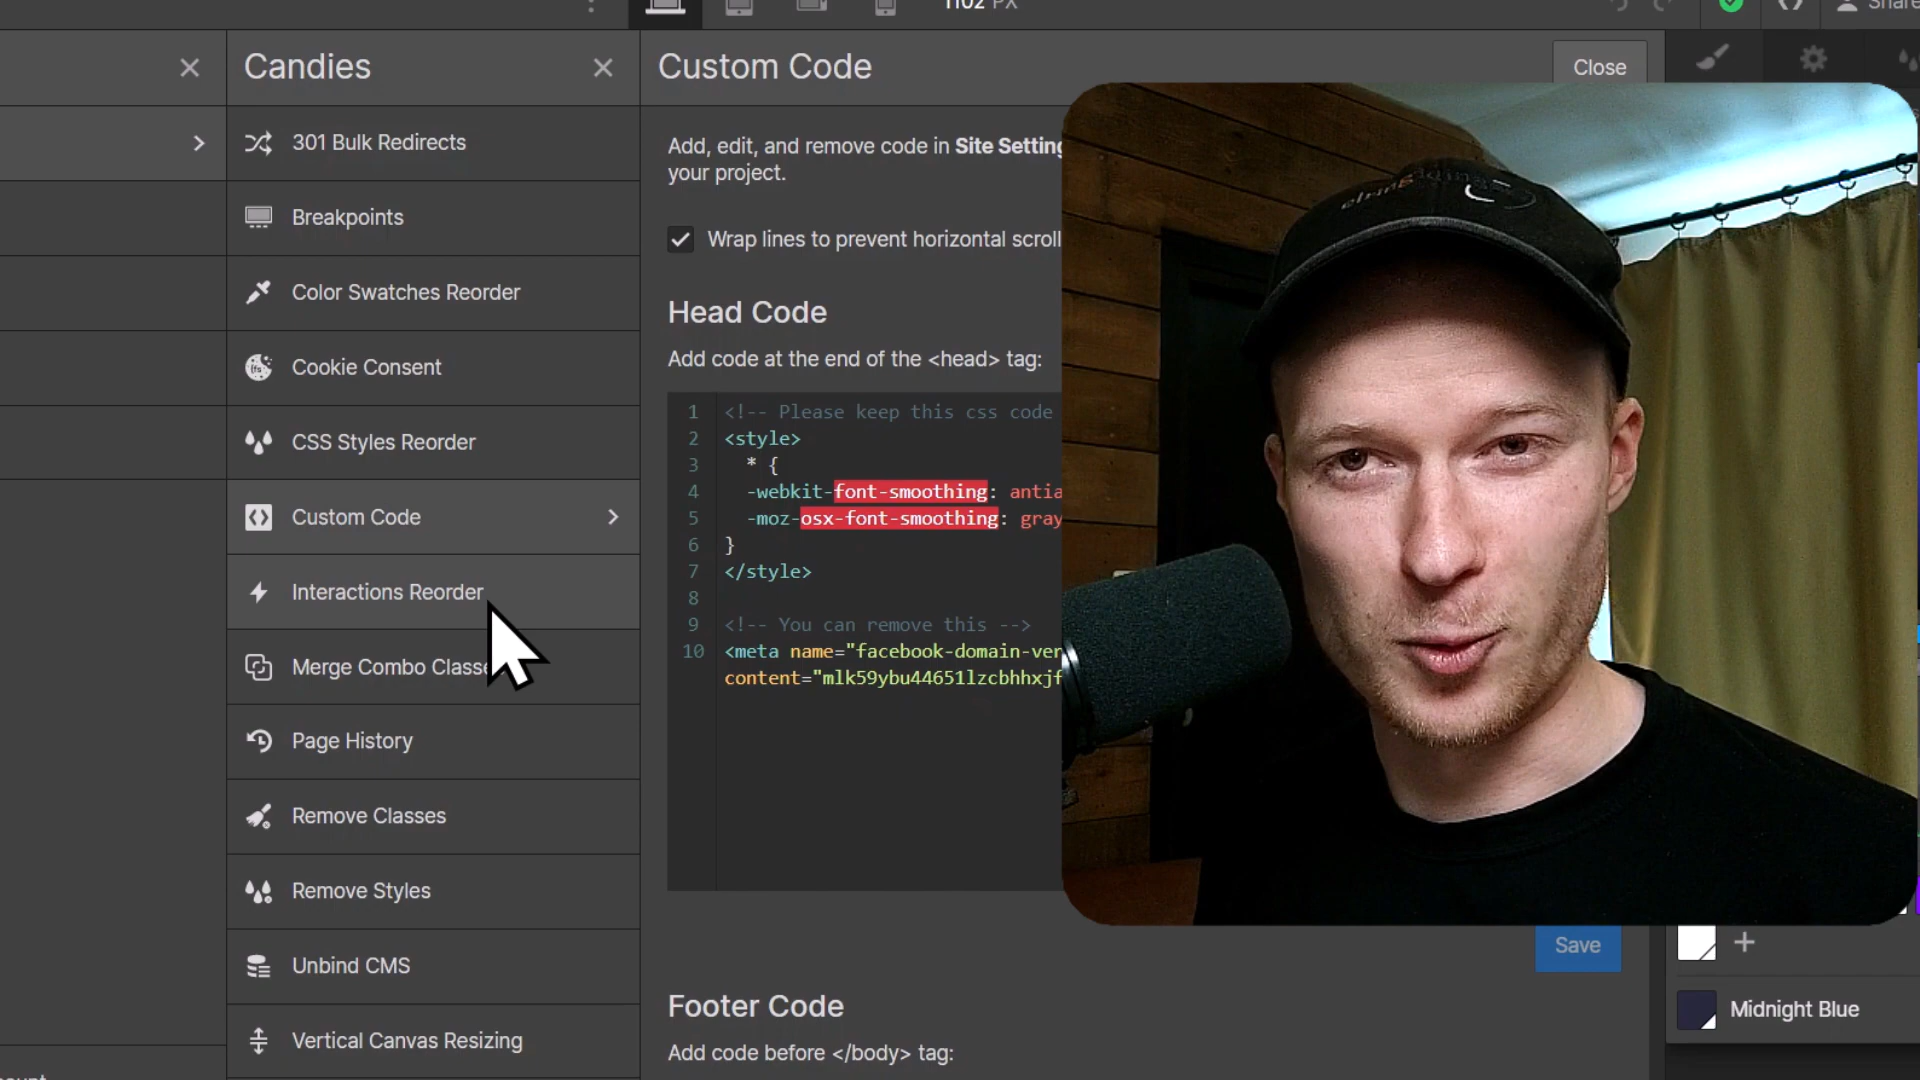 1102 PX
Share
Candies
Custom Code
Close
301 Bulk Redirects
Breakpoints
Color Swatches Reorder
Cookie Consent
CSS Styles Reorder
Custom Code
Interactions Reorder
Merge Combo Classe
Page History
Remove Classes
Remove Styles
Unbind CMS
Vertical Canvas Resizing
Add, edit, and remove code in Site Setting
your project.
Wrap lines to prevent horizontal scroll
Head Code
Add code at the end of the <head> tag:
1 <!-- Please keep this css code
2 <style>
3 * {
4 -webkit-font-smoothing: antia
5 -moz-osx-font-smoothing: gray
6 }
7 </style>
8
9 <!-- You can remove this -->
10 <meta name="facebook-domain-ver
content="mlk59ybu44651lzcbhhxjf
Save
Footer Code
Add code before </body> tag:
Midnight Blue